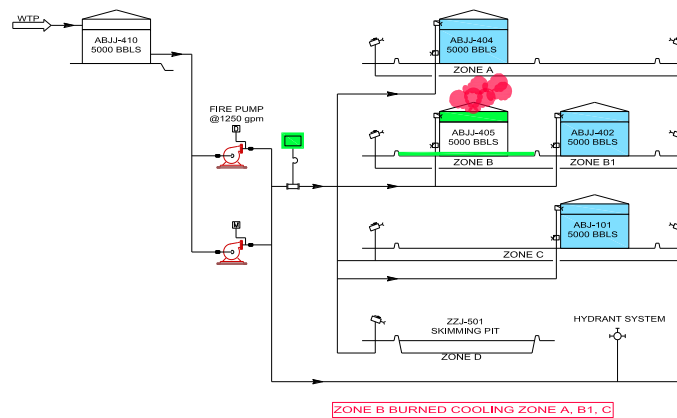 WTP
ABJJ-410
5000 BBLS
FIRE PUMP
@1250 gpm
D
M
ABJJ-404
5000 BBLS
ZONE A
ABJJ-405
5000 BBLS
ZONE B
ABJJ-402
5000 BBLS
ZONE B1
ABJ-101
5000 BBLS
ZONE C
ZZJ-501
SKIMMING PIT
ZONE D
HYDRANT SYSTEM
ZONE B BURNED COOLING ZONE A, B1, C